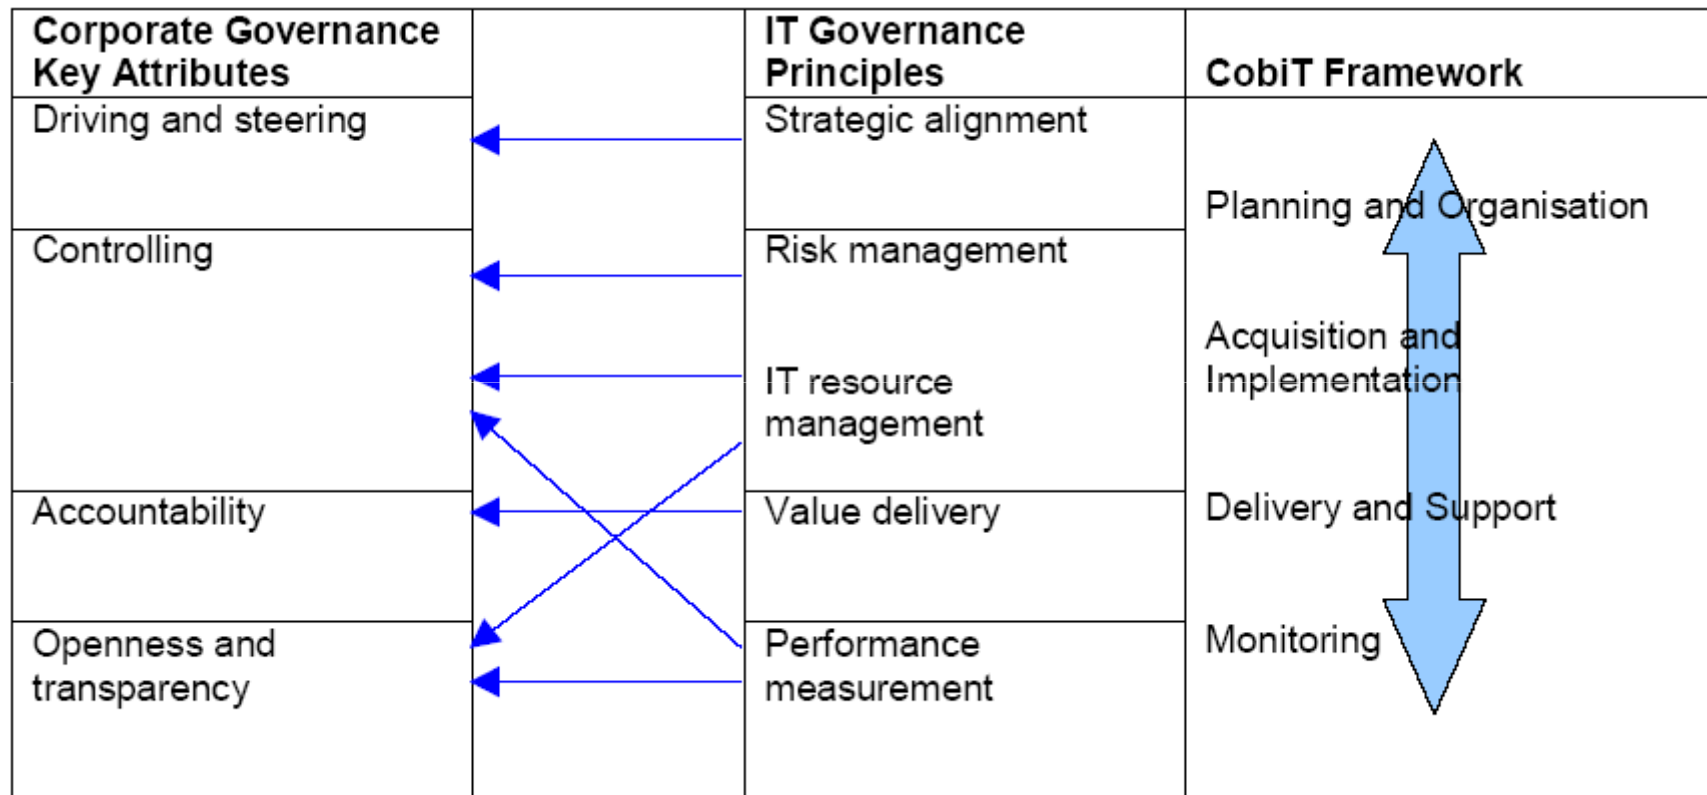 Corporate Governance
Key Attributes
IT Governance
Principles
CobiT Framework
Driving and steering
Strategic alignment
Planning and Organisation
Controlling
Risk management
Acquisition and
Implementation
IT resource
management
Accountability
Value delivery
Delivery and Support
Openness and
transparency
Performance
measurement
Monitoring